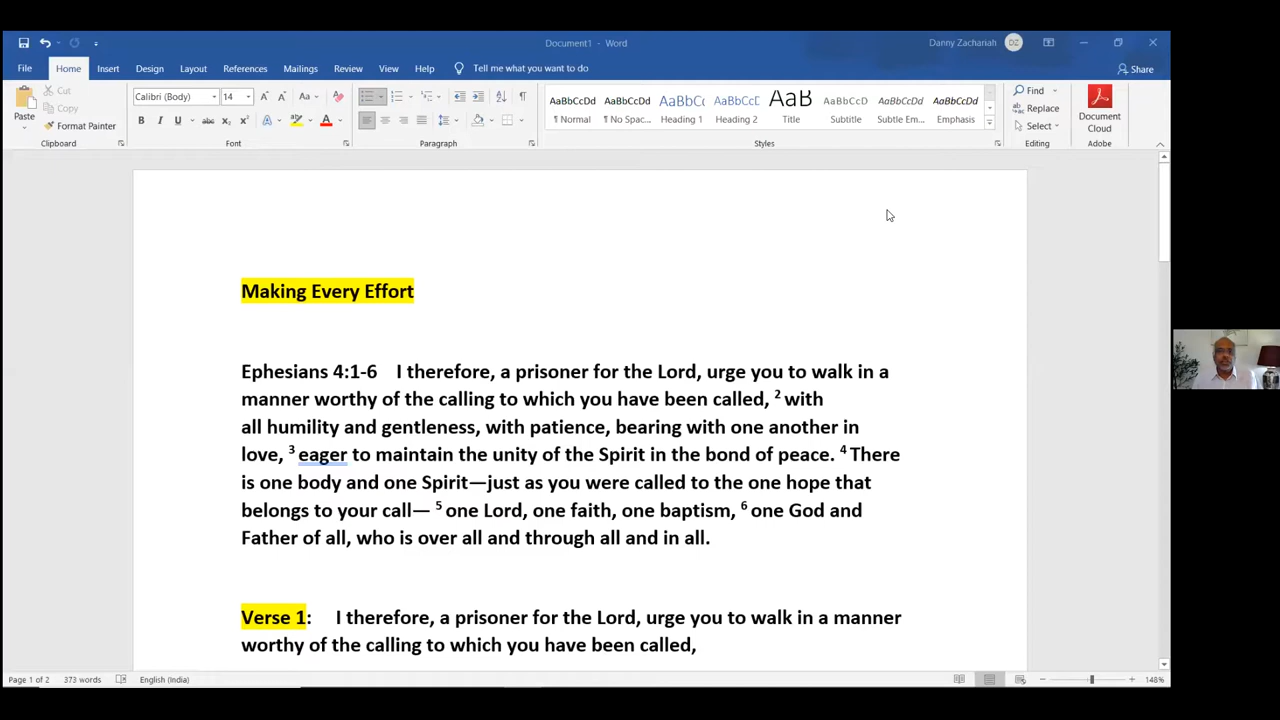 Document1 - Word
Danny Zachariah
DZ
File Home Insert Design Layout References Mailings Review View Help Tell me what you want to do
Share
Paste
Cut
Copy
Format Painter
Clipboard
Calibri (Body) 14
Font
Paragraph
AaBbCcDd AaBbCcDd AaBbCc AaBbCcD AaB AaBbCcD AaBbCcDd AaBbCcDd
¶ Normal ¶ No Spac... Heading 1 Heading 2 Title Subtitle Subtle Em... Emphasis
Styles
Find
Replace
Select
Editing
Document
Cloud
Adobe
Making Every Effort
Ephesians 4:1-6 I therefore, a prisoner for the Lord, urge you to walk in a
manner worthy of the calling to which you have been called, 2 with
all humility and gentleness, with patience, bearing with one another in
love, 3 eager to maintain the unity of the Spirit in the bond of peace. 4 There
is one body and one Spirit—just as you were called to the one hope that
belongs to your call— 5 one Lord, one faith, one baptism, 6 one God and
Father of all, who is over all and through all and in all.
Verse 1: I therefore, a prisoner for the Lord, urge you to walk in a manner
worthy of the calling to which you have been called,
Page 1 of 2 373 words English (India) 148%